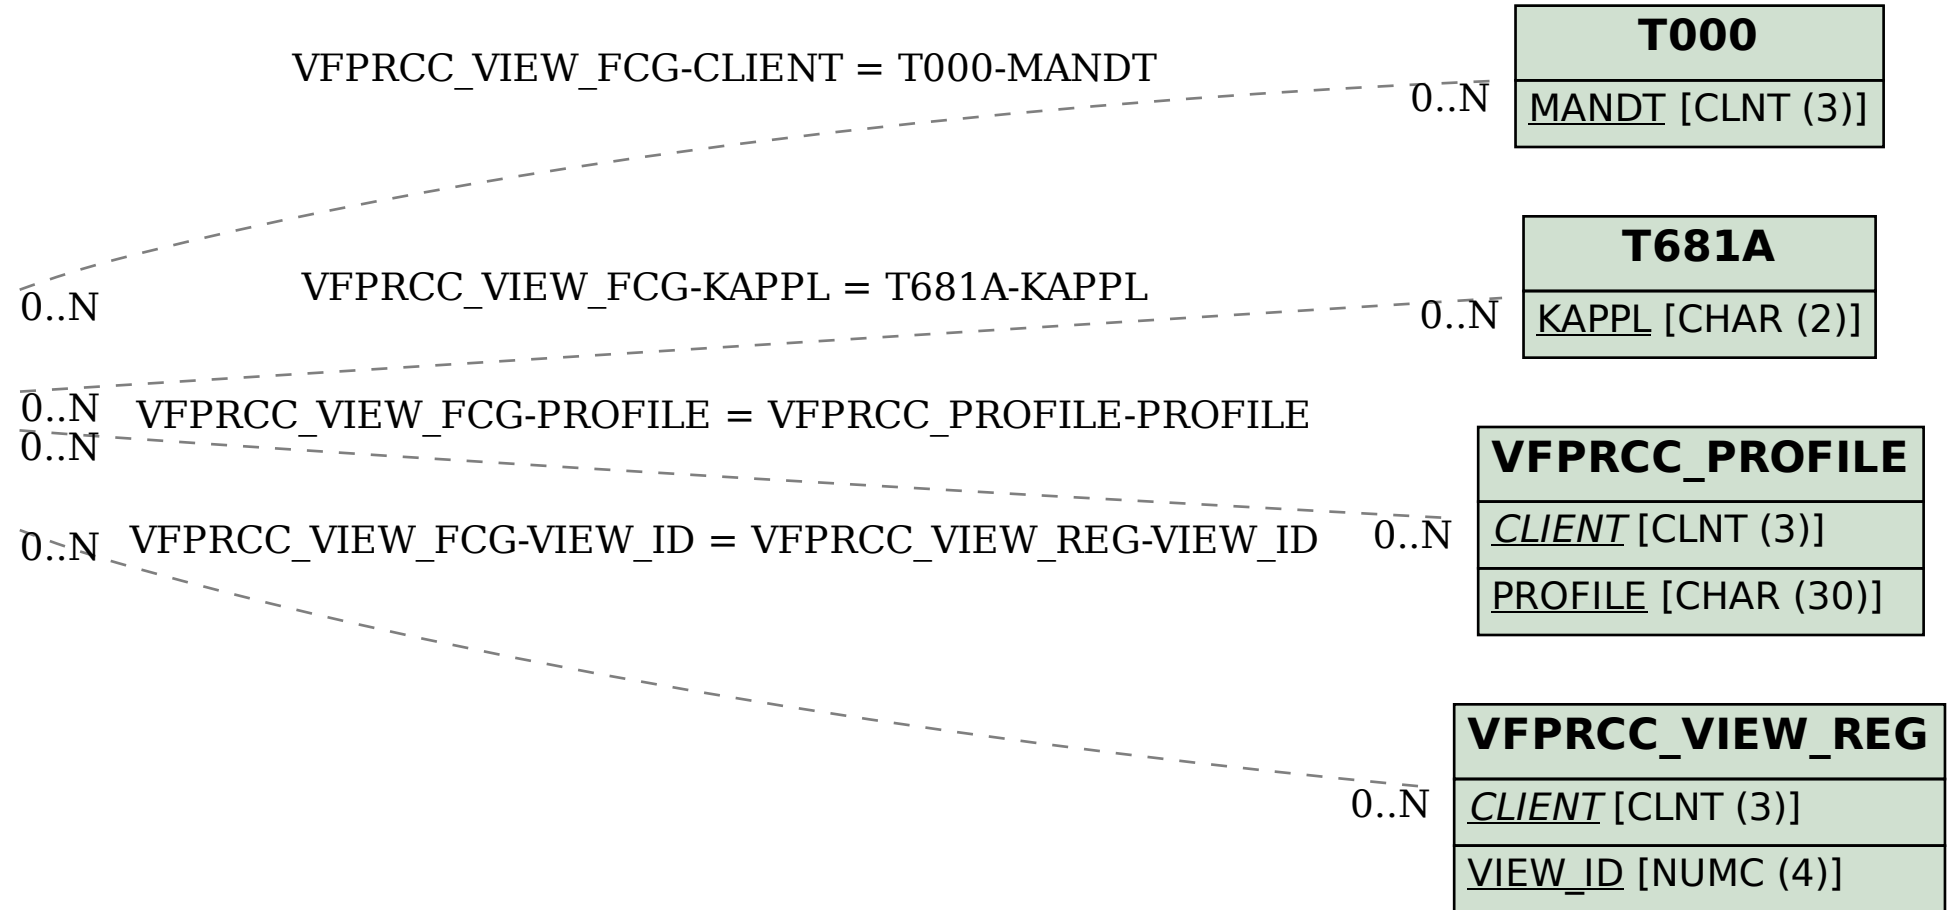 T000
MANDT [CLNT (3)]
VFPRCC_VIEW_FCG-CLIENT = T000-MANDT
0..N
0..N
T681A
KAPPL [CHAR (2)]
VFPRCC_VIEW_FCG-KAPPL = T681A-KAPPL
0..N
0..N
VFPRCC_VIEW_FCG-PROFILE = VFPRCC_PROFILE-PROFILE
0..N
0..N
VFPRCC_PROFILE
CLIENT [CLNT (3)]
PROFILE [CHAR (30)]
VFPRCC_VIEW_FCG-VIEW_ID = VFPRCC_VIEW_REG-VIEW_ID
0..N
0..N
VFPRCC_VIEW_REG
CLIENT [CLNT (3)]
VIEW_ID [NUMC (4)]